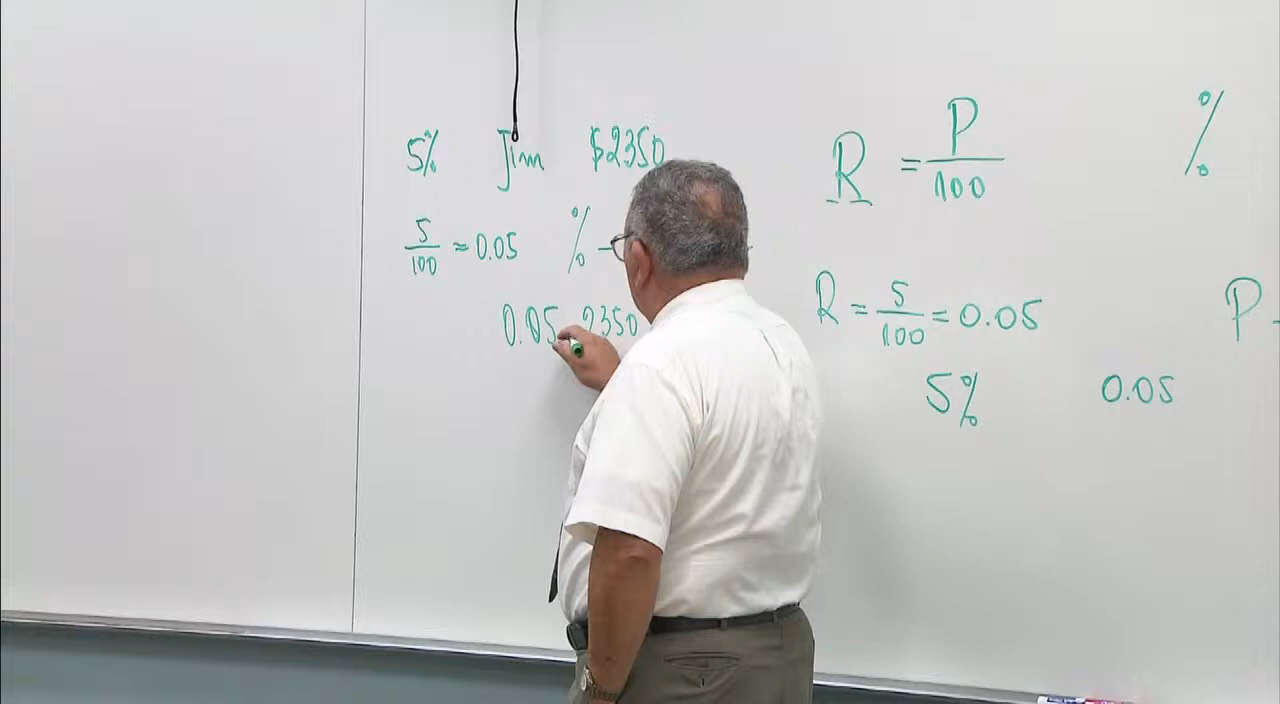 5% Jim $2350
5/100 = 0.05 % –
0.05 2350
R = P/100 %
R = 5/100 = 0.05 P –
5% 0.05